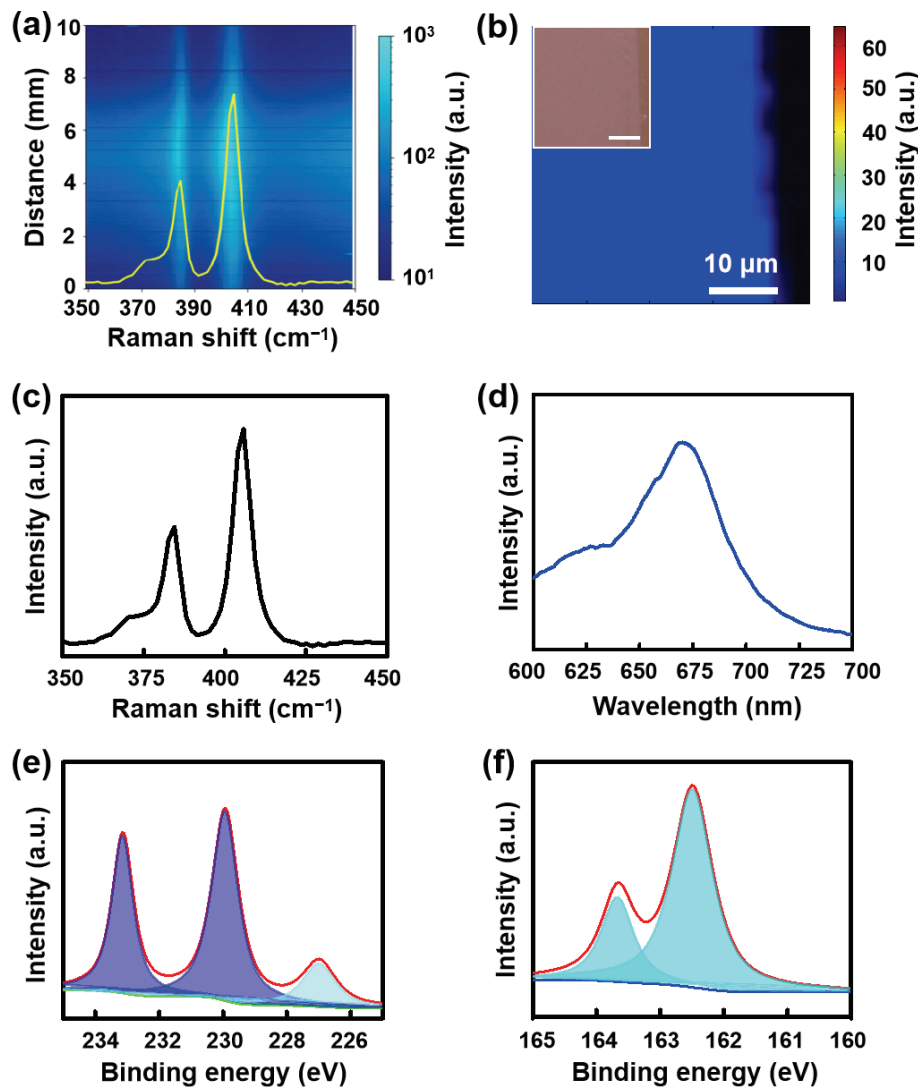 (a)
10
8
6
4
2
0
Distance (mm)
350 370 390 410 430 450
Raman shift (cm⁻¹)
10³
10²
10¹
Intensity (a.u.)
(b)
10 μm
60
50
40
30
20
10
Intensity (a.u.)
(c)
Intensity (a.u.)
350 375 400 425 450
Raman shift (cm⁻¹)
(d)
Intensity (a.u.)
600 625 650 675 700 725 700
Wavelength (nm)
(e)
Intensity (a.u.)
234 232 230 228 226
Binding energy (eV)
(f)
Intensity (a.u.)
165 164 163 162 161 160
Binding energy (eV)